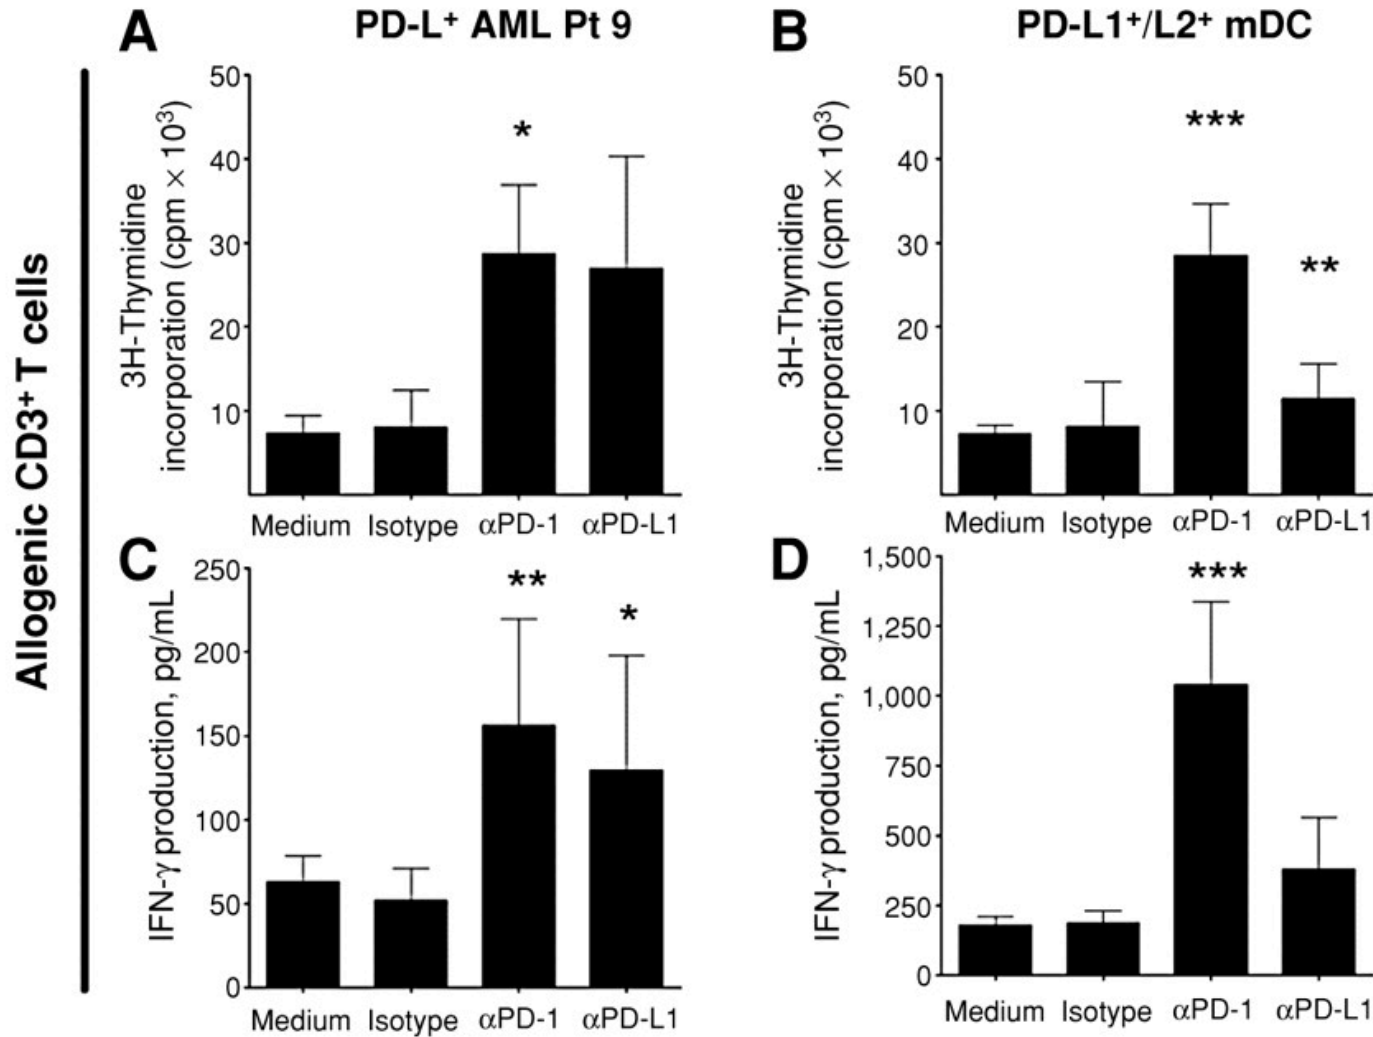 A
PD-L⁺ AML Pt 9
B
PD-L1⁺/L2⁺ mDC
Allogenic CD3⁺ T cells
3H-Thymidine
incorporation (cpm × 10³)
50
40
30
20
10
*
Medium Isotype αPD-1 αPD-L1
3H-Thymidine
incorporation (cpm × 10³)
50
40
30
20
10
***
**
Medium Isotype αPD-1 αPD-L1
C
IFN-γ production, pg/mL
250
200
150
100
50
0
**
*
Medium Isotype αPD-1 αPD-L1
D
IFN-γ production, pg/mL
1,500
1,250
1,000
750
500
250
0
***
Medium Isotype αPD-1 αPD-L1